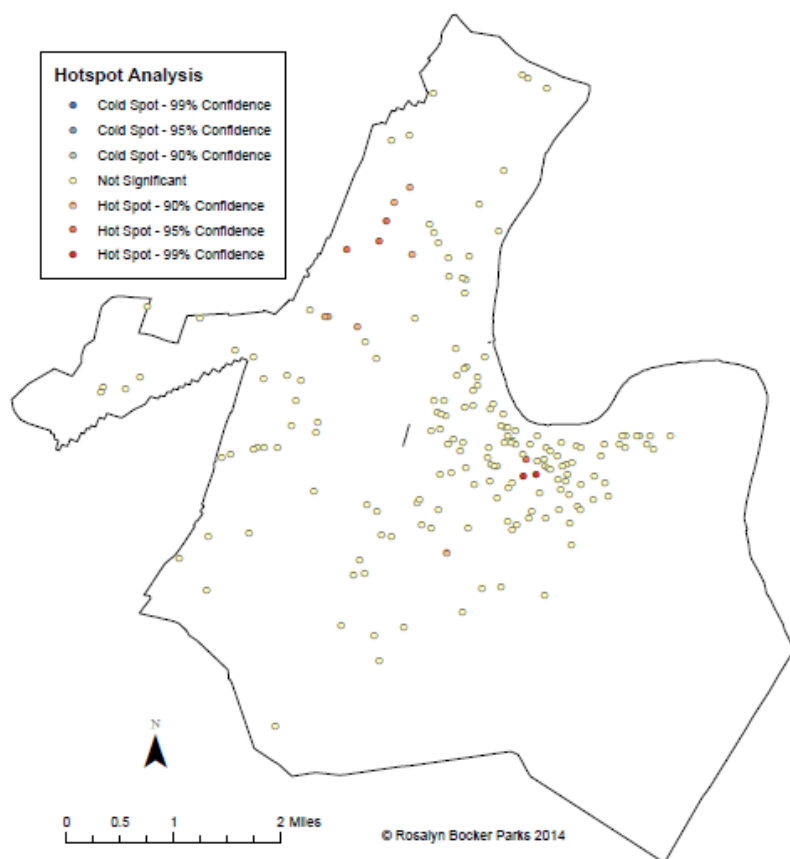 Hotspot Analysis
Cold Spot - 99% Confidence
Cold Spot - 95% Confidence
Cold Spot - 90% Confidence
Not Significant
Hot Spot - 90% Confidence
Hot Spot - 95% Confidence
Hot Spot - 99% Confidence
N
0 0.5 1 2 Miles
© Rosalyn Bocker Parks 2014